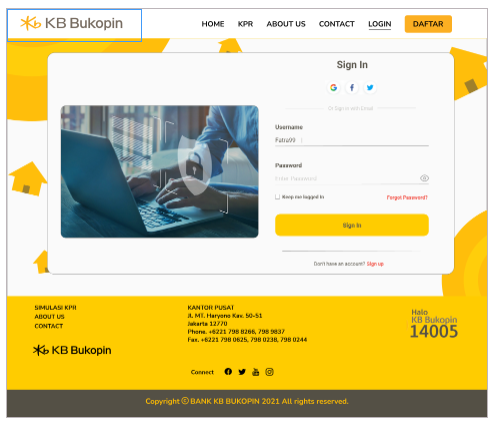 KB Bukopin
HOME KPR ABOUT US CONTACT LOGIN DAFTAR
Sign In
Or Sign in with Email
Username
Fatra99
Password
Enter Password
Keep me logged in
Forgot Password?
Sign In
Don't have an account? Sign up
SIMULASI KPR
ABOUT US
CONTACT
KB Bukopin
KANTOR PUSAT
Jl. MT. Haryono Kav. 50-51
Jakarta 12770
Phone. +6221 798 8266, 798 9837
Fax. +6221 798 0625, 798 0238, 798 0244
Halo
KB Bukopin
14005
Connect
Copyright © BANK KB BUKOPIN 2021 All rights reserved.